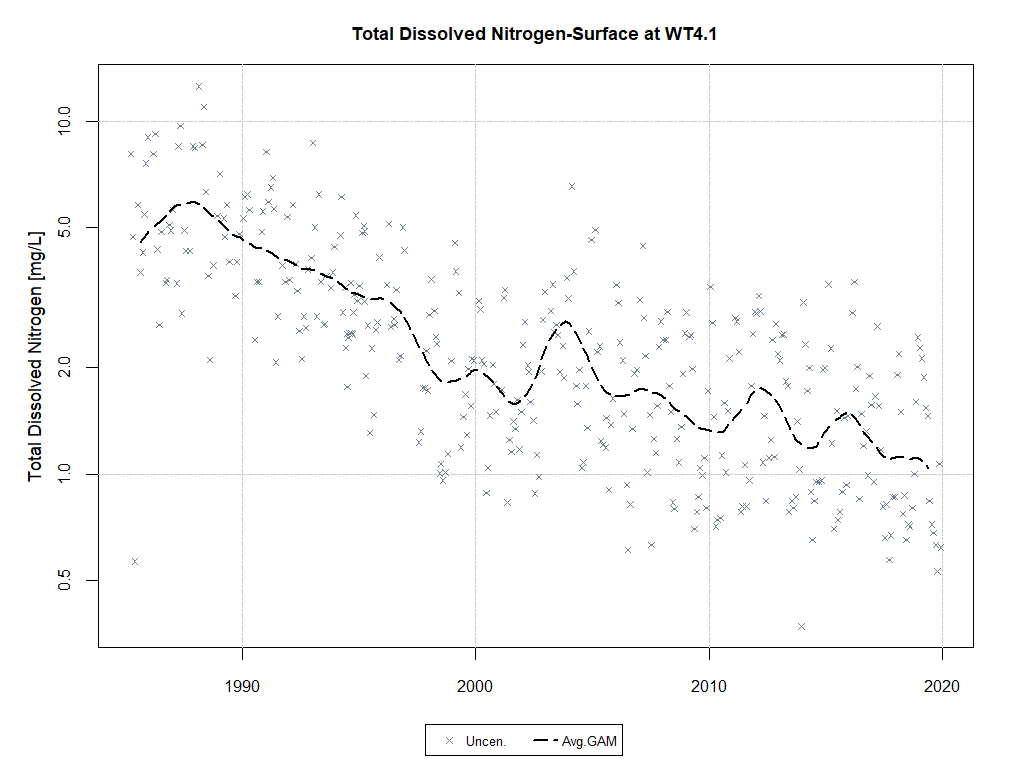 Total Dissolved Nitrogen-Surface at WT4.1
Total Dissolved Nitrogen [mg/L]
10.0
5.0
2.0
1.0
0.5
1990 2000 2010 2020
Uncen. Avg.GAM